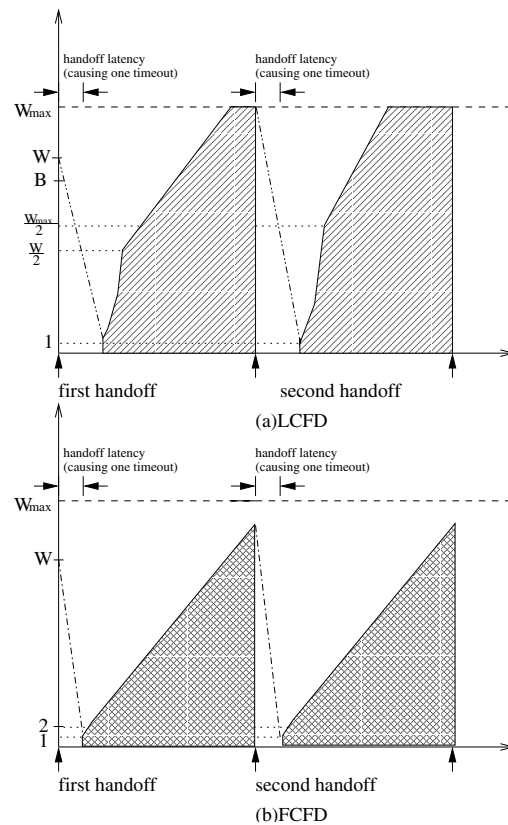 handoff latency
(causing one timeout)
handoff latency
(causing one timeout)
Wmax
W
B
Wmax
2
W
2
1
first handoff
second handoff
(a)LCFD
handoff latency
(causing one timeout)
handoff latency
(causing one timeout)
Wmax
W
2
1
first handoff
second handoff
(b)FCFD